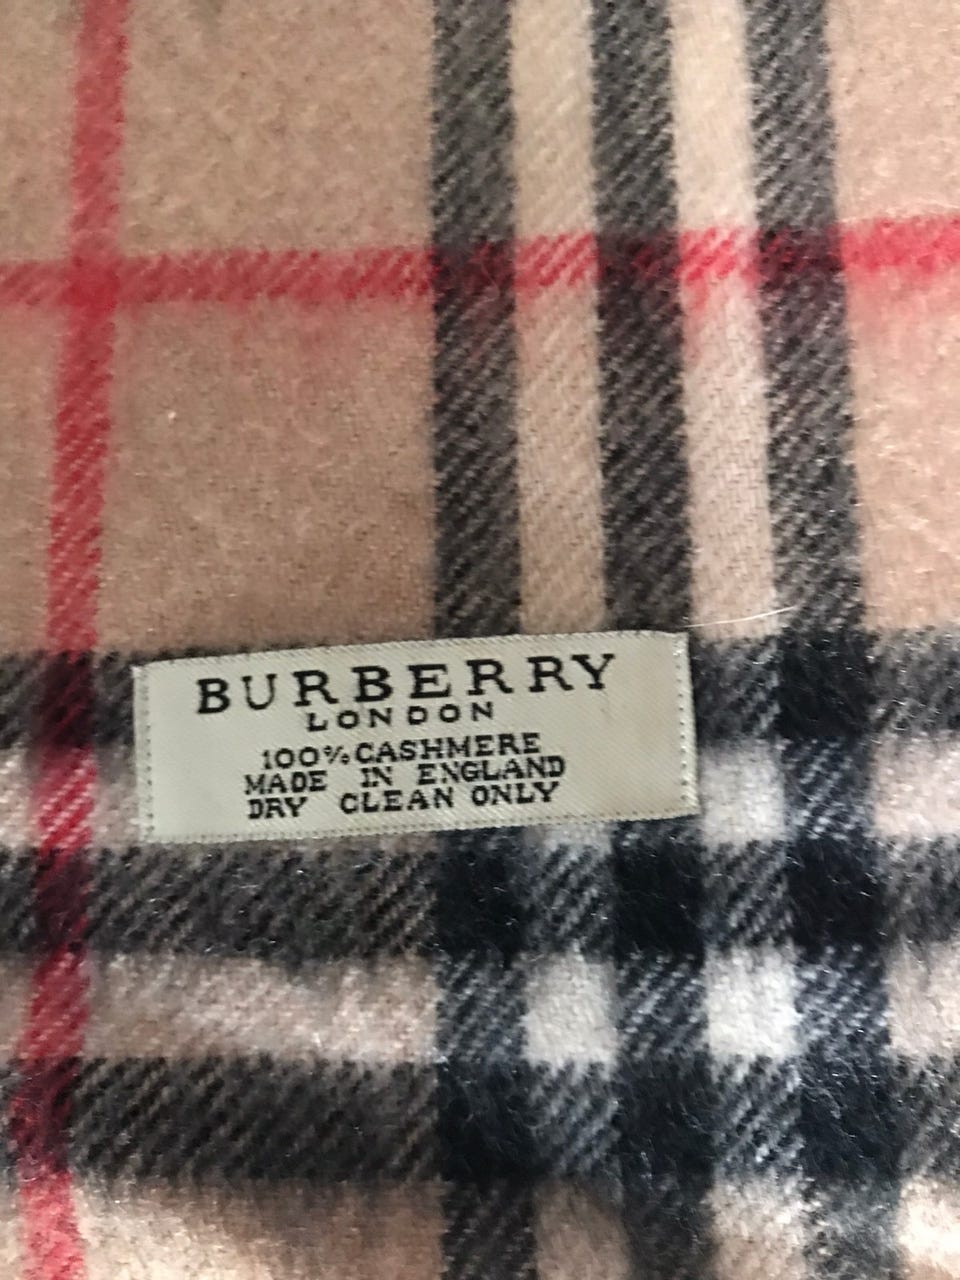 BURBERRY
LONDON
100% CASHMERE
MADE IN ENGLAND
DRY CLEAN ONLY